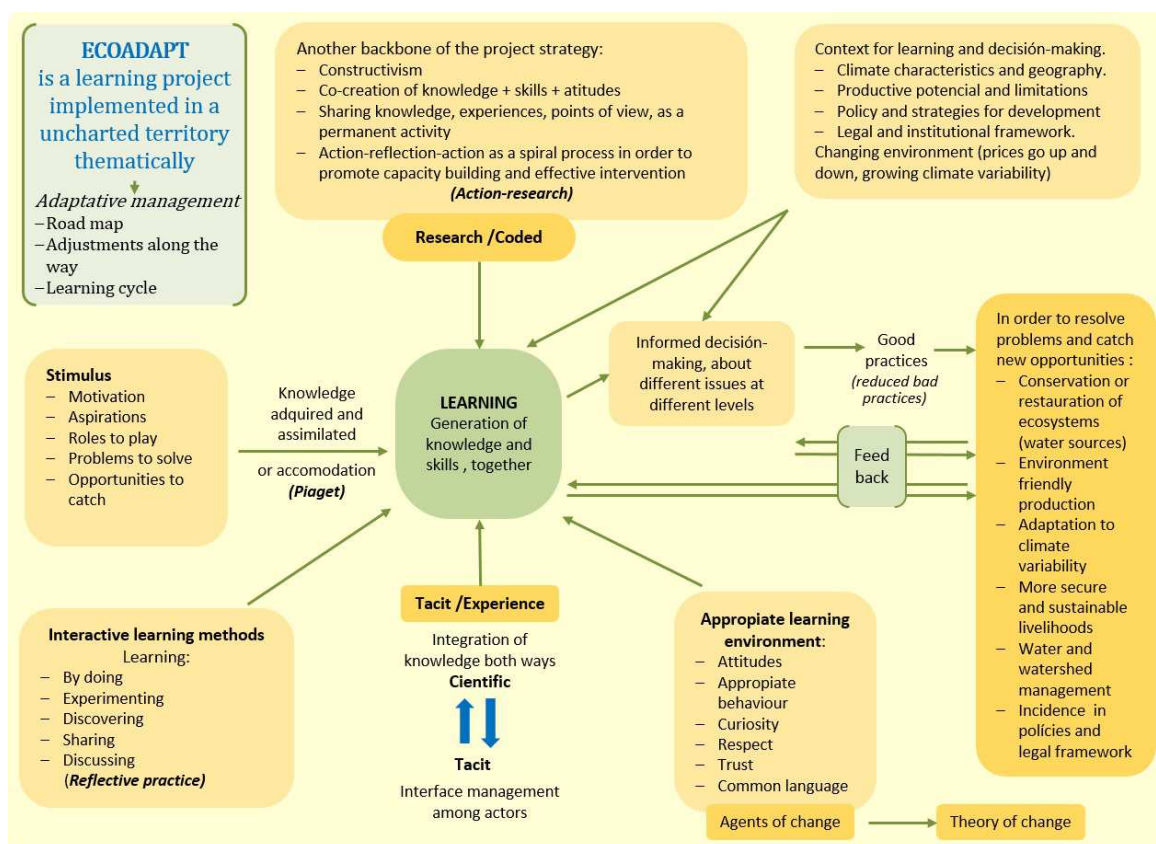 ECOADAPT
is a learning project
implemented in a
uncharted territory
thematically
Adaptative management
– Road map
– Adjustments along the
way
– Learning cycle
Another backbone of the project strategy:
– Constructivism
– Co-creation of knowledge + skills + atitudes
– Sharing knowledge, experiences, points of view, as a
permanent activity
– Action-reflection-action as a spiral process in order to
promote capacity building and effective intervention
(Action-research)
Research /Coded
Context for learning and decisión-making.
– Climate characteristics and geography.
– Productive potencial and limitations
– Policy and strategies for development
– Legal and institutional framework.
Changing environment (prices go up and
down, growing climate variability)
Stimulus
– Motivation
– Aspirations
– Roles to play
– Problems to solve
– Opportunities to
catch
Knowledge
adquired and
assimilated
or accomodation
(Piaget)
LEARNING
Generation of
knowledge and
skills , together
Informed decisión-
making, about
different issues at
different levels
Good
practices
(reduced bad
practices)
Feed
back
In order to resolve
problems and catch
new opportunities :
– Conservation or
restauration of
ecosystems
(water sources)
– Environment
friendly
production
– Adaptation to
climate
variability
– More secure
and sustainable
livelihoods
– Water and
watershed
management
– Incidence in
polícies and
legal framework
Interactive learning methods
Learning:
– By doing
– Experimenting
– Discovering
– Sharing
– Discussing
(Reflective practice)
Tacit /Experience
Integration of
knowledge both ways
Cientific
Tacit
Interface management
among actors
Appropiate learning
environment:
– Attitudes
– Appropiate
behaviour
– Curiosity
– Respect
– Trust
– Common language
Agents of change
Theory of change